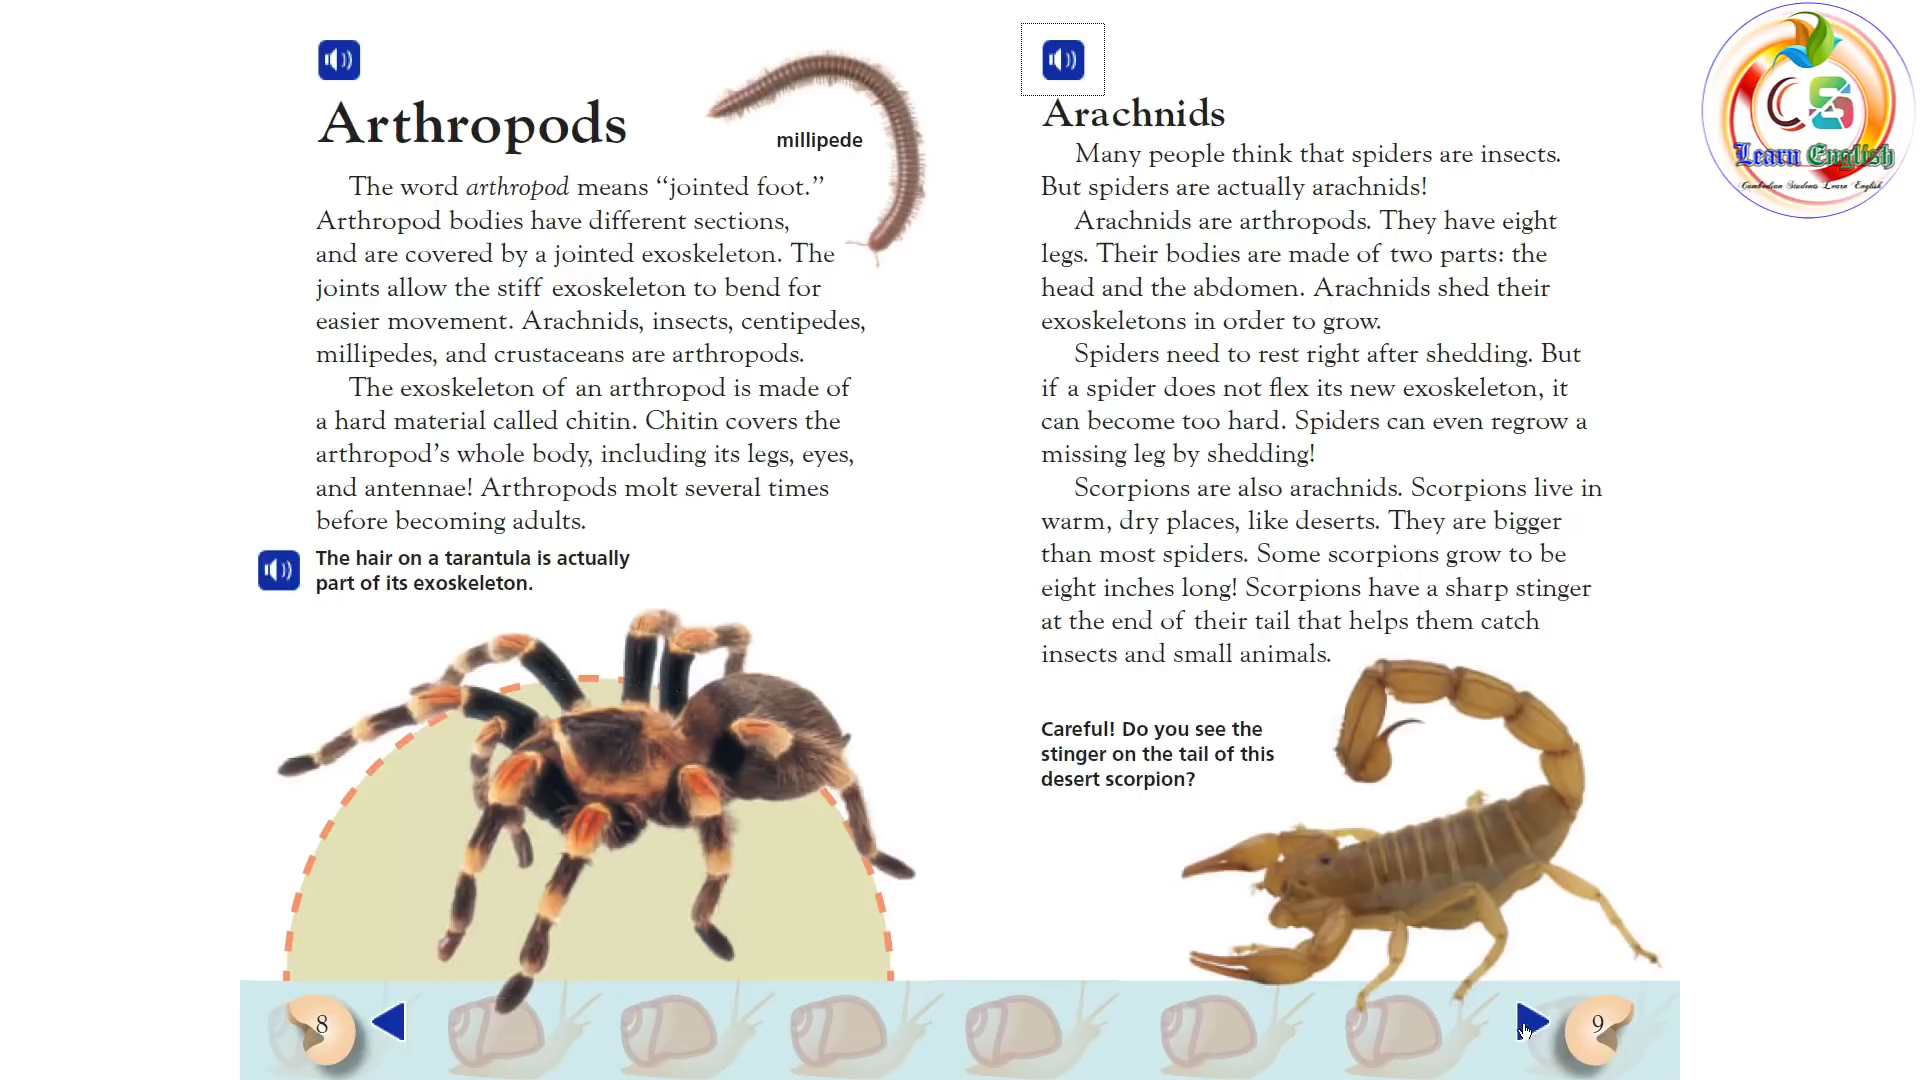 Arthropods
millipede
The word arthropod means “jointed foot.”
Arthropod bodies have different sections,
and are covered by a jointed exoskeleton. The
joints allow the stiff exoskeleton to bend for
easier movement. Arachnids, insects, centipedes,
millipedes, and crustaceans are arthropods.
The exoskeleton of an arthropod is made of
a hard material called chitin. Chitin covers the
arthropod’s whole body, including its legs, eyes,
and antennae! Arthropods molt several times
before becoming adults.
The hair on a tarantula is actually
part of its exoskeleton.
8
Arachnids
Many people think that spiders are insects.
But spiders are actually arachnids!
Arachnids are arthropods. They have eight
legs. Their bodies are made of two parts: the
head and the abdomen. Arachnids shed their
exoskeletons in order to grow.
Spiders need to rest right after shedding. But
if a spider does not flex its new exoskeleton, it
can become too hard. Spiders can even regrow a
missing leg by shedding!
Scorpions are also arachnids. Scorpions live in
warm, dry places, like deserts. They are bigger
than most spiders. Some scorpions grow to be
eight inches long! Scorpions have a sharp stinger
at the end of their tail that helps them catch
insects and small animals.
Careful! Do you see the
stinger on the tail of this
desert scorpion?
9
CS
Learn English
Cambodian Students Learn English